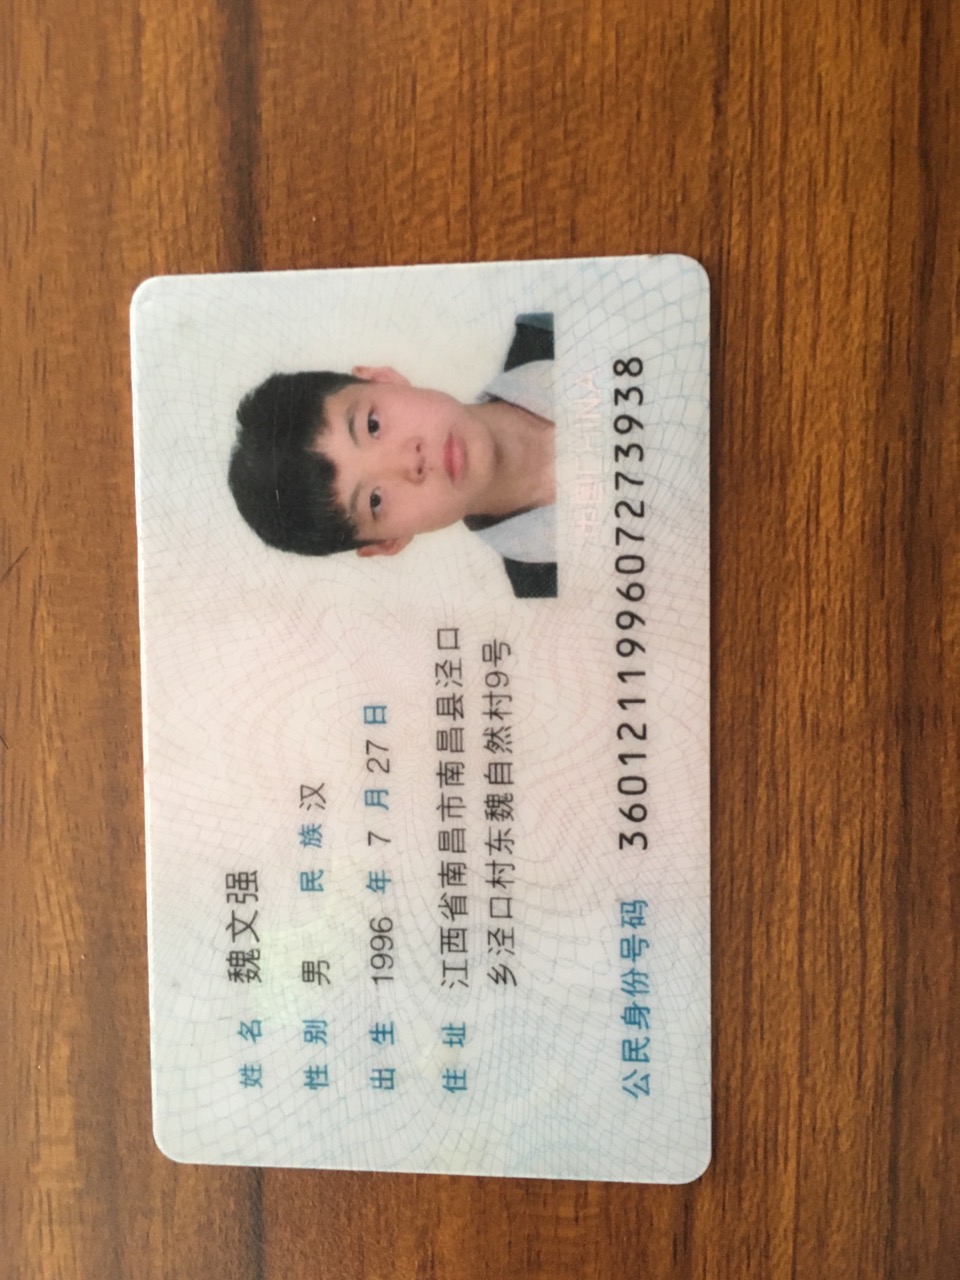 姓名 魏文强
性别 男 民族 汉
出生 1996 年 7 月 27 日
住址 江西省南昌市南昌县泾口
乡泾口村东魏自然村9号
公民身份号码 360121199607273938